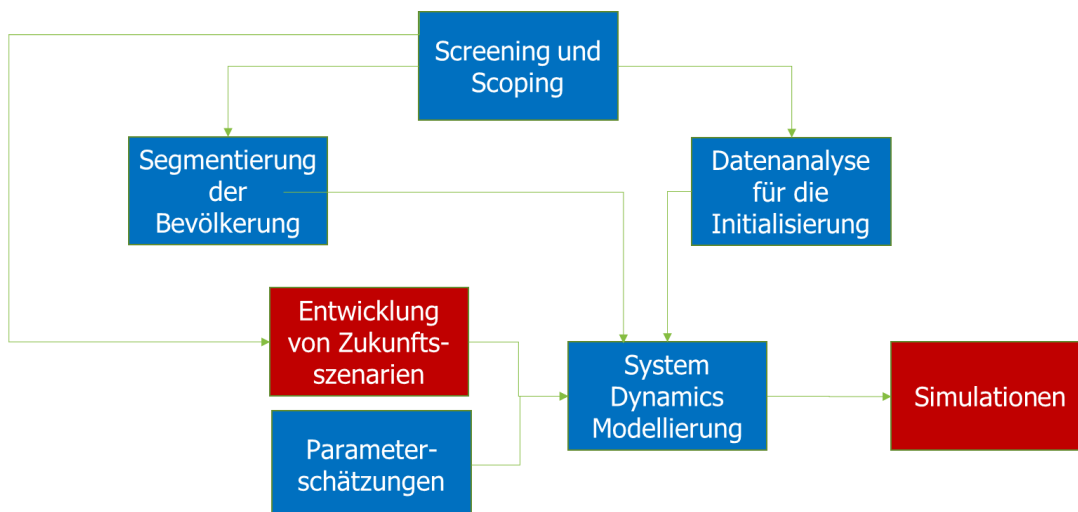 Screening und
Scoping
Segmentierung
der
Bevölkerung
Datenanalyse
für die
Initialisierung
Entwicklung
von Zukunfts-
szenarien
System
Dynamics
Modellierung
Simulationen
Parameter-
schätzungen